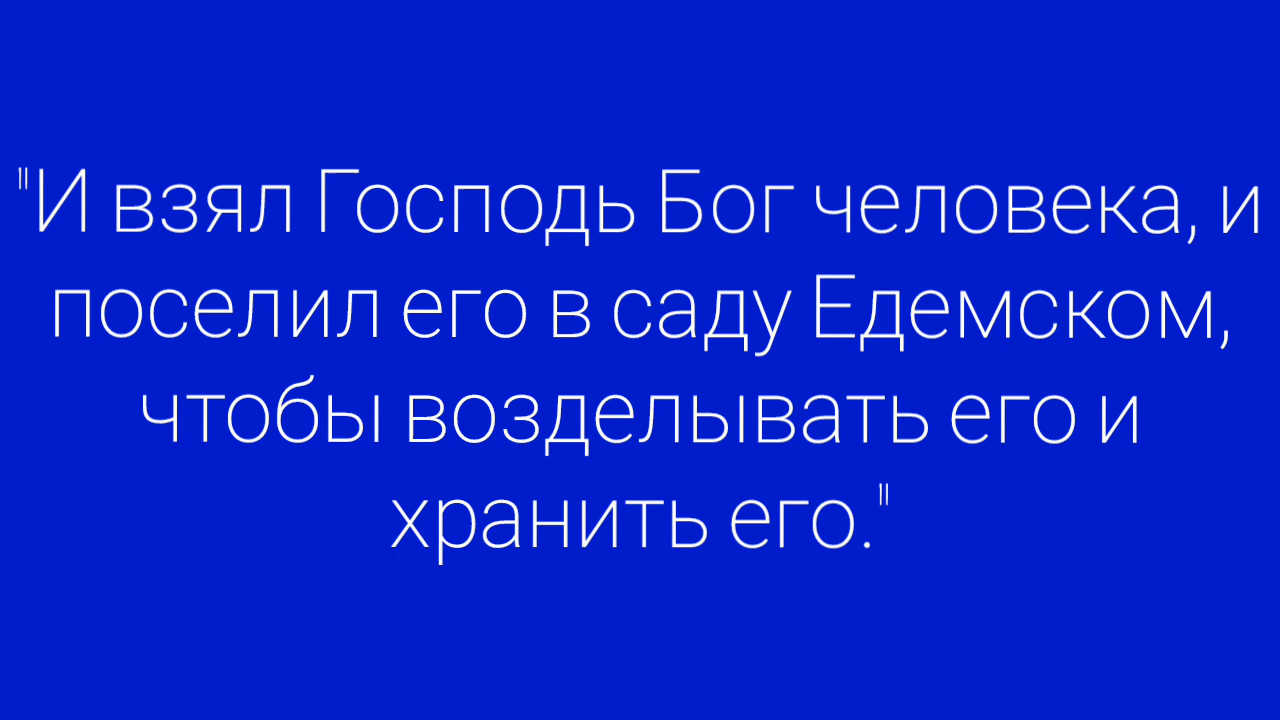 "И взял Господь Бог человека, и
поселил его в саду Едемском,
чтобы возделывать его и
хранить его."